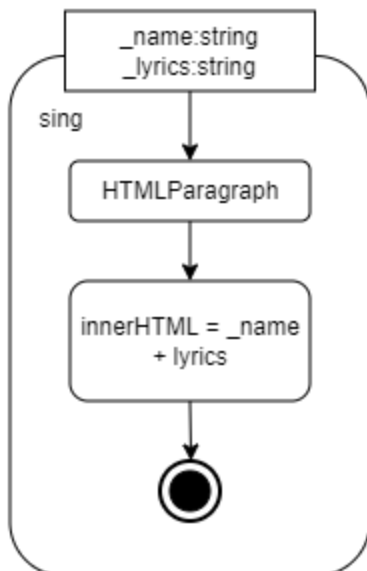 _name:string
_lyrics:string
sing
HTMLParagraph
innerHTML = _name
+ lyrics